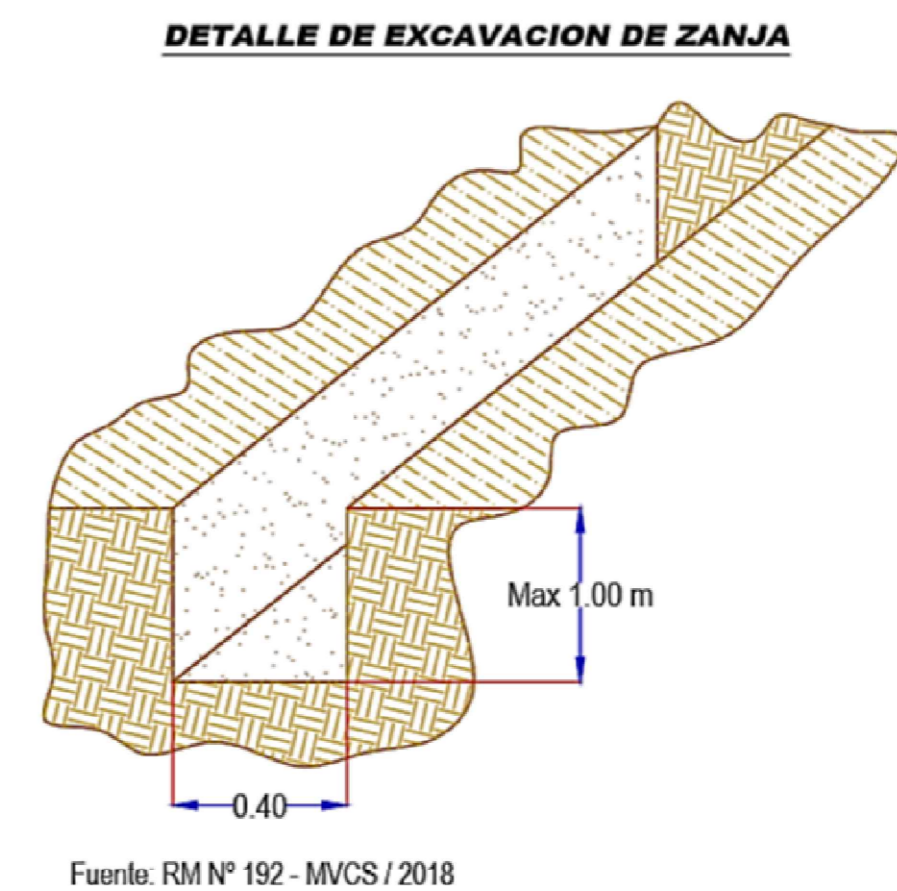 DETALLE DE EXCAVACION DE ZANJA
Max 1.00 m
0.40
Fuente: RM Nº 192 - MVCS / 2018